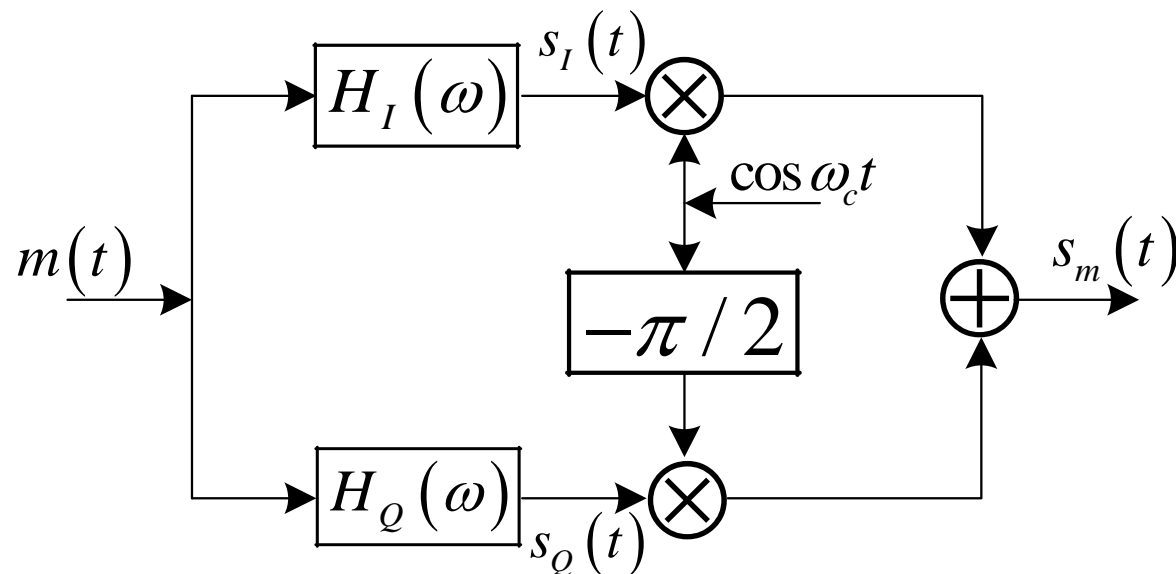 s_I(t)
H_I(ω)
cos ω_c t
m(t)
s_m(t)
−π / 2
H_Q(ω)
s_Q(t)